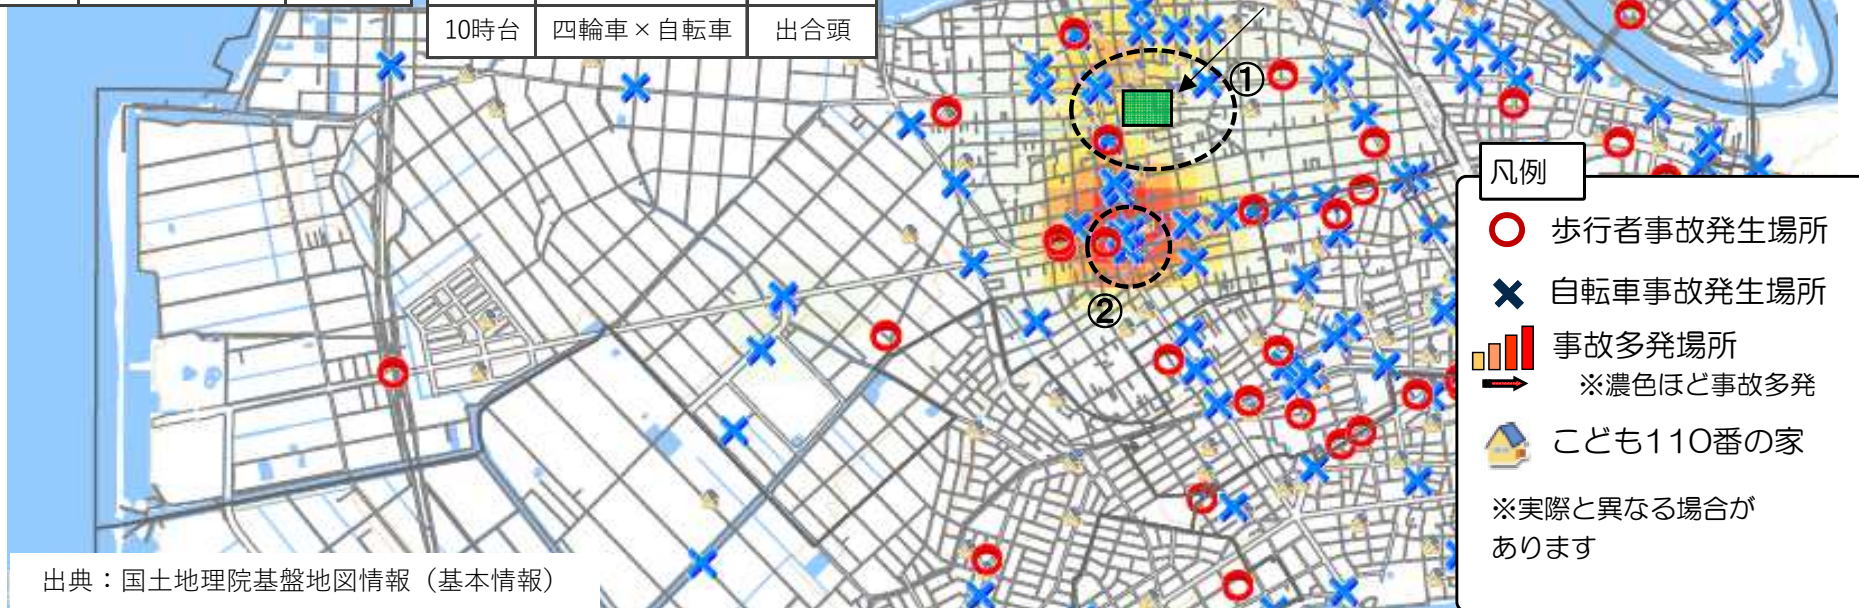 10時台 四輪車×自転車 出合頭
①
②
凡例
歩行者事故発生場所
自転車事故発生場所
事故多発場所
※濃色ほど事故多発
こども110番の家
※実際と異なる場合が
あります
出典：国土地理院基盤地図情報（基本情報）